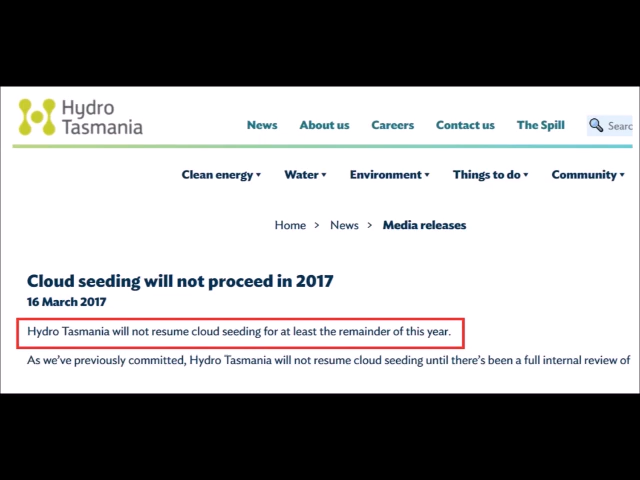 Hydro
Tasmania
News About us Careers Contact us The Spill Searc
Clean energy Water Environment Things to do Community
Home > News > Media releases
Cloud seeding will not proceed in 2017
16 March 2017
Hydro Tasmania will not resume cloud seeding for at least the remainder of this year.
As we've previously committed, Hydro Tasmania will not resume cloud seeding until there's been a full internal review of